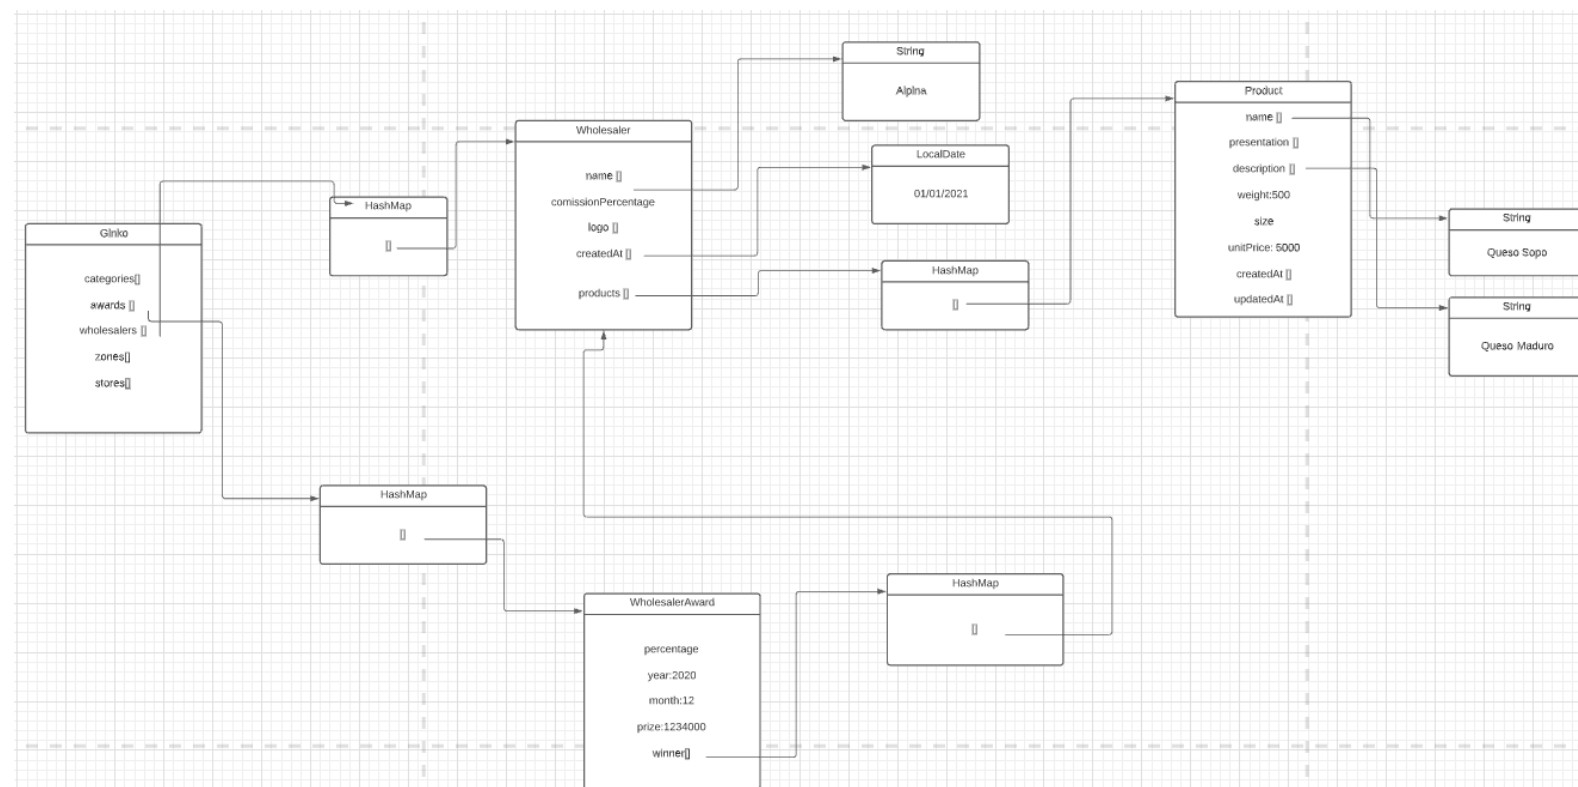 Ginko
categories[]
awards []
wholesalers []
zones[]
stores[]
HashMap
[]
Wholesaler
name []
comissionPercentage
logo []
createdAt []
products []
String
Alpina
LocalDate
01/01/2021
HashMap
[]
Product
name []
presentation []
description []
weight:500
size
unitPrice: 5000
createdAt []
updatedAt []
String
Queso Sopo
String
Queso Maduro
HashMap
[]
WholesalerAward
percentage
year:2020
month:12
prize:1234000
winner[]
HashMap
[]